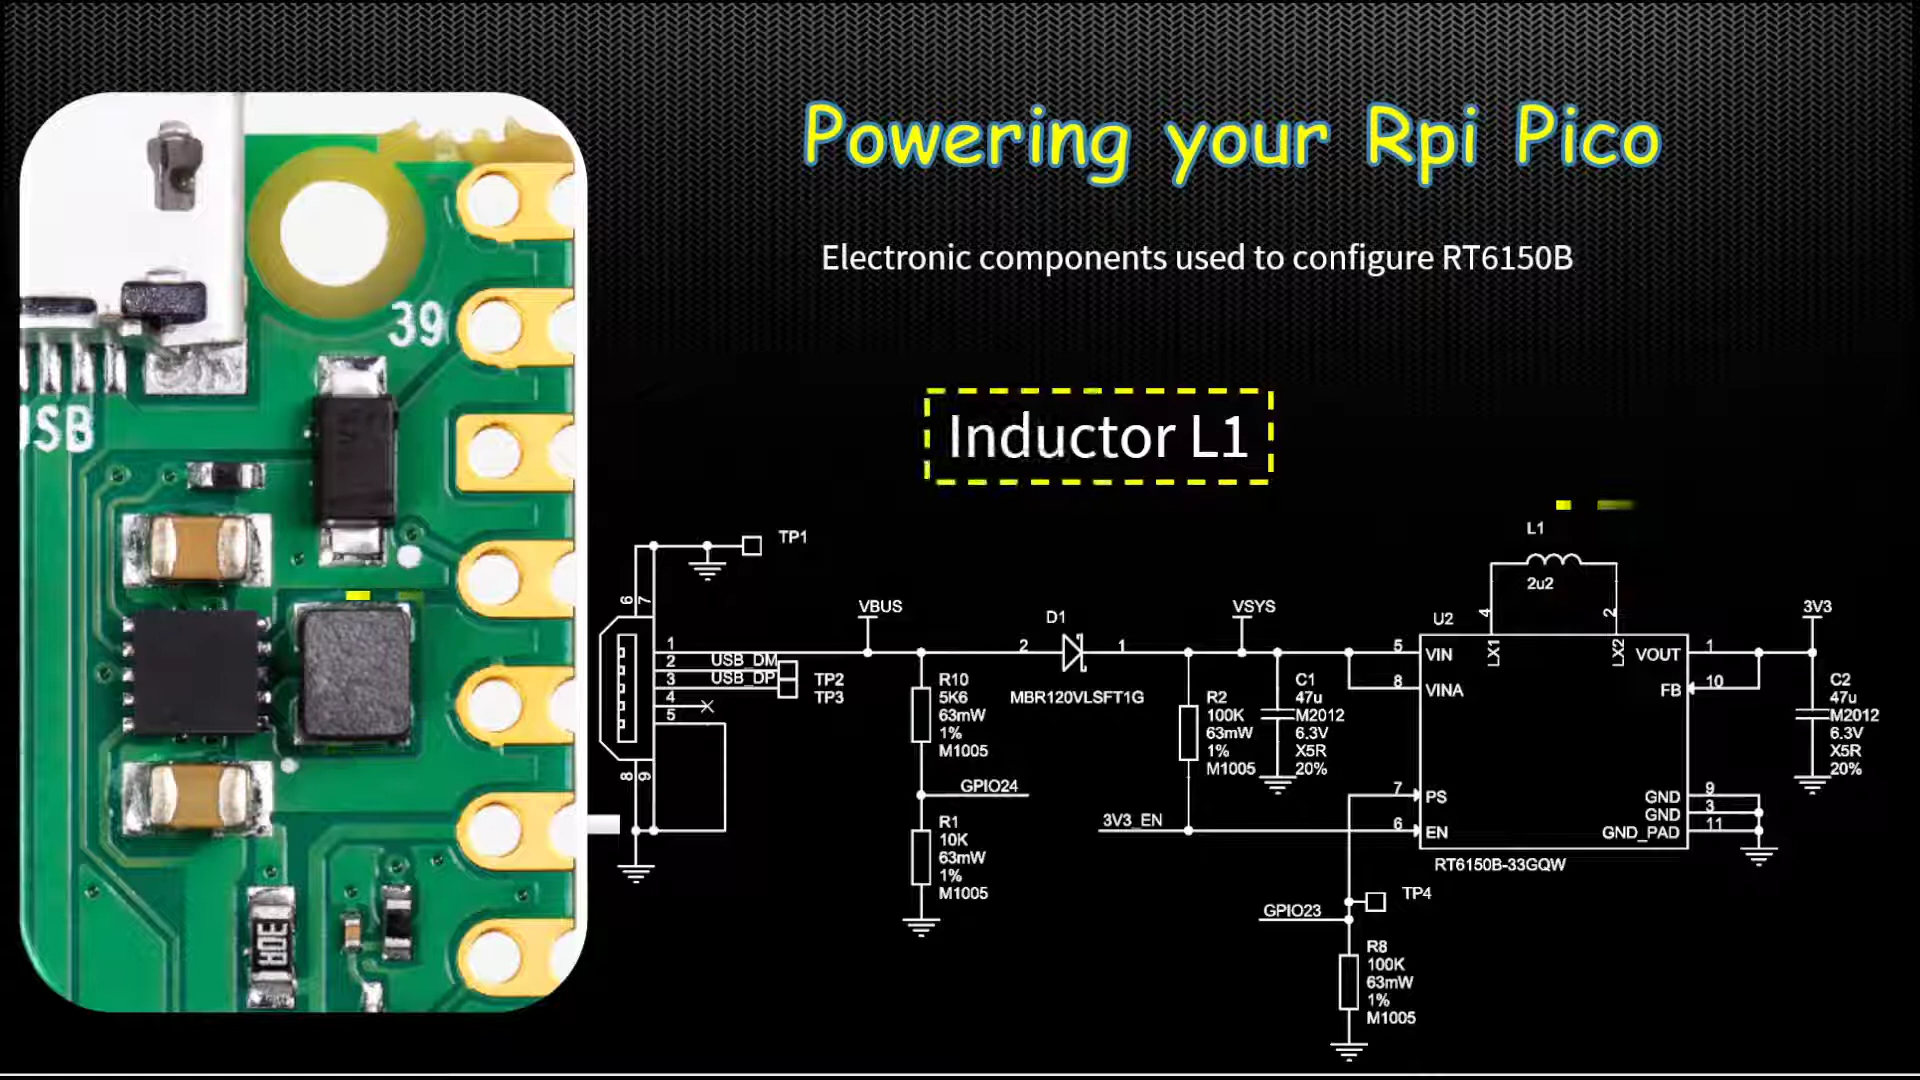 Powering your Rpi Pico
Electronic components used to configure RT6150B
Inductor L1
39
USB
TP1
6
7
1
2
3
4
5
8
9
USB_DM
USB_DP
TP2
TP3
VBUS
R10
5K6
63mW
1%
M1005
GPIO24
R1
10K
63mW
1%
M1005
D1
2
1
MBR120VLSFT1G
VSYS
R2
100K
63mW
1%
M1005
C1
47u
M2012
6.3V
X5R
20%
3V3_EN
L1
2u2
4
2
U2
5
VIN
8
VINA
LX1
LX2
VOUT
1
FB
10
7
PS
6
EN
GND
9
GND
3
GND_PAD
11
RT6150B-33GQW
3V3
C2
47u
M2012
6.3V
X5R
20%
TP4
GPIO23
R8
100K
63mW
1%
M1005